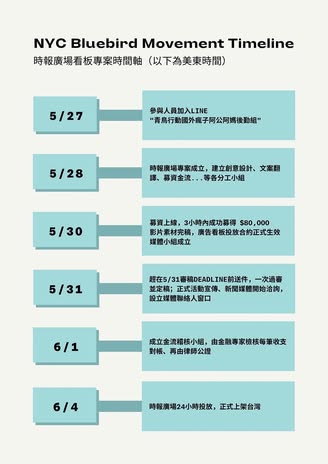 NYC Bluebird Movement Timeline
時報廣場看板專案時間軸（以下為美東時間）
5/27
參與人員加入LINE
"青鳥行動國外瘋子阿公阿媽後勤組"
5/28
時報廣場專案成立，建立創意設計、文案翻
譯、募資金流...等各分工小組
5/30
募資上線，3小時內成功募得 $80,000
影片素材完稿，廣告看板投放合約正式生效
媒體小組成立
5/31
趕在5/31審稿DEADLINE前送件，一次過審
並定稿；正式活動宣傳、新聞媒體開始洽詢，
設立媒體聯絡人窗口
6/1
成立金流稽核小組，由金融專家檢核每筆收支
對帳、再由律師公證
6/4
時報廣場24小時投放，正式上架台灣